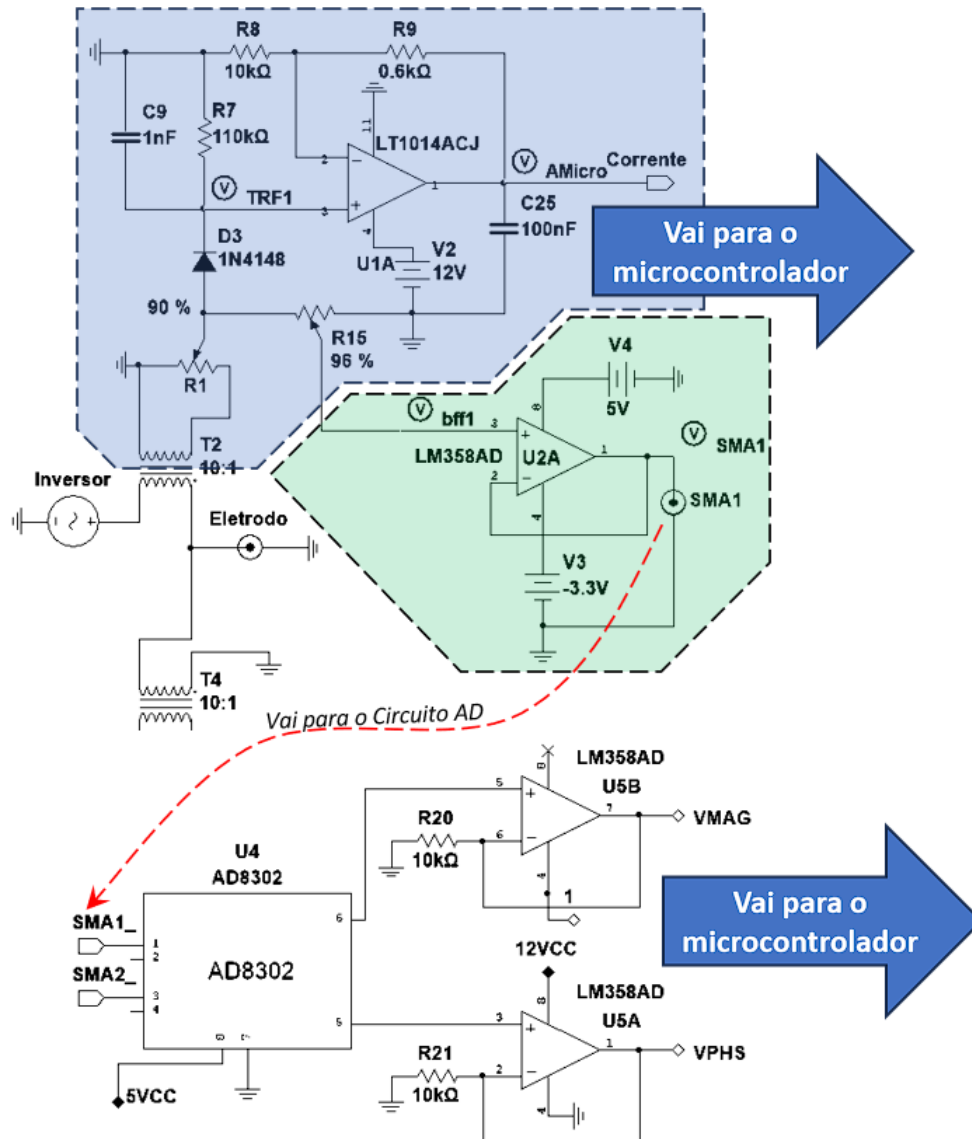 R8
10kΩ
R9
0.6kΩ
C9
1nF
R7
110kΩ
11
LT1014ACJ
2
3
1
4
V
TRF1
V
AMicro
Corrente
C25
100nF
U1A
V2
12V
D3
1N4148
90 %
R15
96 %
R1
Vai para o
microcontrolador
V4
5V
V
bff1
3
8
LM358AD
U2A
1
2
4
V
SMA1
SMA1
V3
-3.3V
T2
10:1
Inversor
Eletrodo
T4
10:1
Vai para o Circuito AD
LM358AD
U5B
8
5
6
7
VMAG
R20
10kΩ
4
1
U4
AD8302
AD8302
SMA1_
1
2
SMA2_
3
4
6
5
8
7
5VCC
12VCC
LM358AD
U5A
8
3
2
1
VPHS
R21
10kΩ
4
Vai para o
microcontrolador